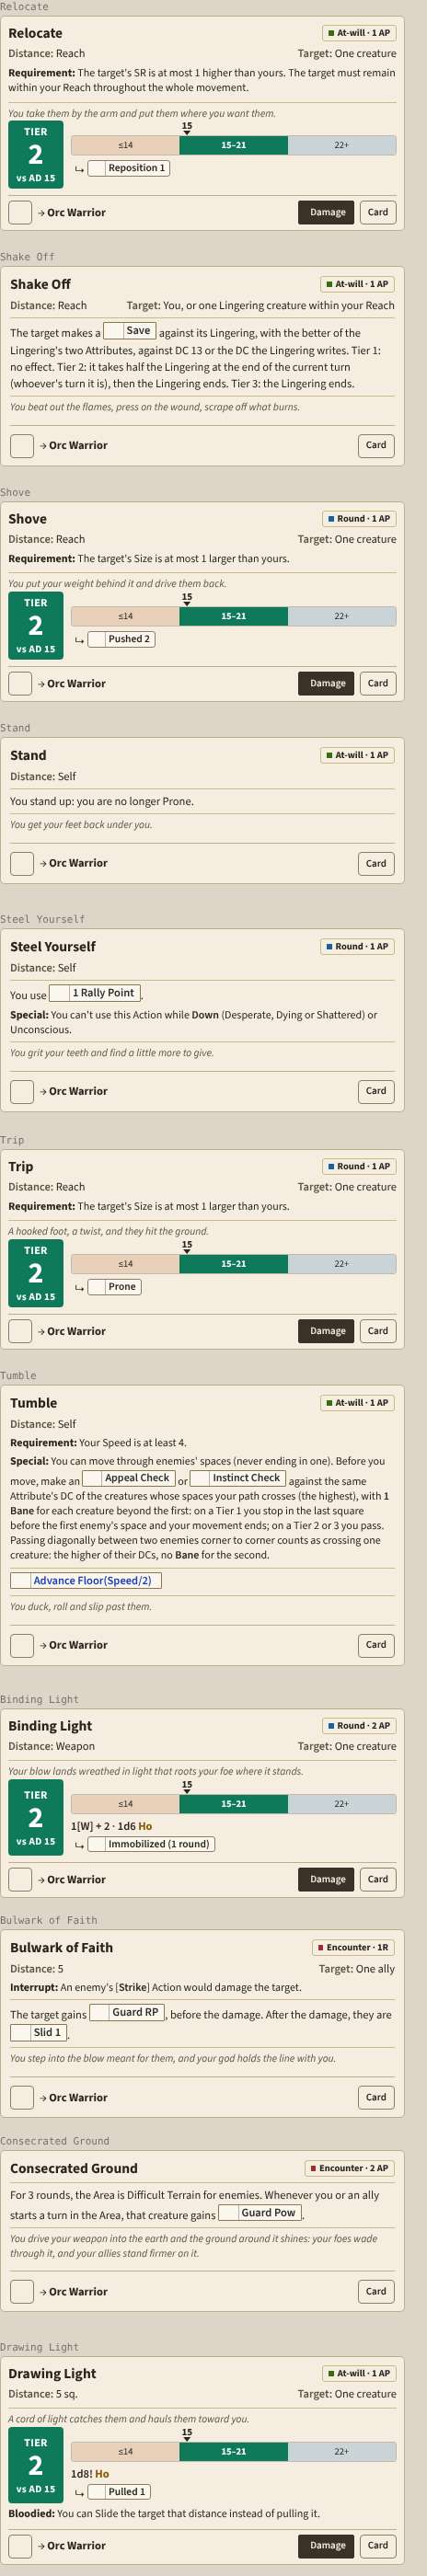 Relocate
Relocate
At-will · 1 AP
Distance: Reach
Target: One creature
Requirement: The target's SR is at most 1 higher than yours. The target must remain
within your Reach throughout the whole movement.
You take them by the arm and put them where you want them.
TIER
2
vs AD 15
15
≤14
15–21
22+
Reposition 1
→ Orc Warrior
Damage
Card
Shake Off
Shake Off
At-will · 1 AP
Distance: Reach
Target: You, or one Lingering creature within your Reach
The target makes a Save against its Lingering, with the better of the
Lingering's two Attributes, against DC 13 or the DC the Lingering writes. Tier 1:
no effect. Tier 2: it takes half the Lingering at the end of the current turn
(whoever's turn it is), then the Lingering ends. Tier 3: the Lingering ends.
You beat out the flames, press on the wound, scrape off what burns.
→ Orc Warrior
Card
Shove
Shove
Round · 1 AP
Distance: Reach
Target: One creature
Requirement: The target's Size is at most 1 larger than yours.
You put your weight behind it and drive them back.
TIER
2
vs AD 15
15
≤14
15–21
22+
Pushed 2
→ Orc Warrior
Damage
Card
Stand
Stand
At-will · 1 AP
Distance: Self
You stand up: you are no longer Prone.
You get your feet back under you.
→ Orc Warrior
Card
Steel Yourself
Steel Yourself
Round · 1 AP
Distance: Self
You use 1 Rally Point.
Special: You can't use this Action while Down (Desperate, Dying or Shattered) or
Unconscious.
You grit your teeth and find a little more to give.
→ Orc Warrior
Card
Trip
Trip
Round · 1 AP
Distance: Reach
Target: One creature
Requirement: The target's Size is at most 1 larger than yours.
A hooked foot, a twist, and they hit the ground.
TIER
2
vs AD 15
15
≤14
15–21
22+
Prone
→ Orc Warrior
Damage
Card
Tumble
Tumble
At-will · 1 AP
Distance: Self
Requirement: Your Speed is at least 4.
Special: You can move through enemies' spaces (never ending in one). Before you
move, make an Appeal Check or Instinct Check against the same
Attribute's DC of the creatures whose spaces your path crosses (the highest), with 1
Bane for each creature beyond the first: on a Tier 1 you stop in the last square
before the first enemy's space and your movement ends; on a Tier 2 or 3 you pass.
Passing diagonally between two enemies corner to corner counts as crossing one
creature: the higher of their DCs, no Bane for the second.
Advance Floor(Speed/2)
You duck, roll and slip past them.
→ Orc Warrior
Card
Binding Light
Binding Light
Round · 2 AP
Distance: Weapon
Target: One creature
Your blow lands wreathed in light that roots your foe where it stands.
TIER
2
vs AD 15
15
≤14
15–21
22+
1[W] + 2 · 1d6 Ho
Immobilized (1 round)
→ Orc Warrior
Damage
Card
Bulwark of Faith
Bulwark of Faith
Encounter · 1R
Distance: 5
Target: One ally
Interrupt: An enemy's [Strike] Action would damage the target.
The target gains Guard RP, before the damage. After the damage, they are
Slid 1.
You step into the blow meant for them, and your god holds the line with you.
→ Orc Warrior
Card
Consecrated Ground
Consecrated Ground
Encounter · 2 AP
For 3 rounds, the Area is Difficult Terrain for enemies. Whenever you or an ally
starts a turn in the Area, that creature gains Guard Pow.
You drive your weapon into the earth and the ground around it shines: your foes wade
through it, and your allies stand firmer on it.
→ Orc Warrior
Card
Drawing Light
Drawing Light
At-will · 1 AP
Distance: 5 sq.
Target: One creature
A cord of light catches them and hauls them toward you.
TIER
2
vs AD 15
15
≤14
15–21
22+
1d8! Ho
Pulled 1
Bloodied: You can Slide the target that distance instead of pulling it.
→ Orc Warrior
Damage
Card